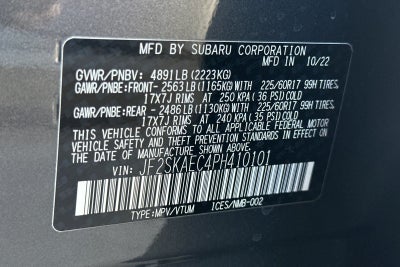 MFD BY SUBARU CORPORATION
MFD IN 10/22
GVWR/PNBV: 4891LB (2223KG)
GAWR/PNBE:FRONT- 2563LB (1165KG) WITH 225/60R17 99H TIRES,
17X7J RIMS AT 250 KPA (36 PSI) COLD
GAWR/PNBE:REAR - 2486LB (1130KG) WITH 225/60R17 99H TIRES,
17X7J RIMS AT 240 KPA (35 PSI) COLD
THIS VEHICLE CONFORMS TO ALL APPLICABLE FEDERAL MOTOR
VEHICLE SAFETY AND THEFT PREVENTION STANDARDS IN EFFECT
ON THE DATE OF MANUFACTURE SHOWN ABOVE.
VIN: JF2SKAEC4PH410101
TYPE:MPV/VTUM ICES/NMB-002